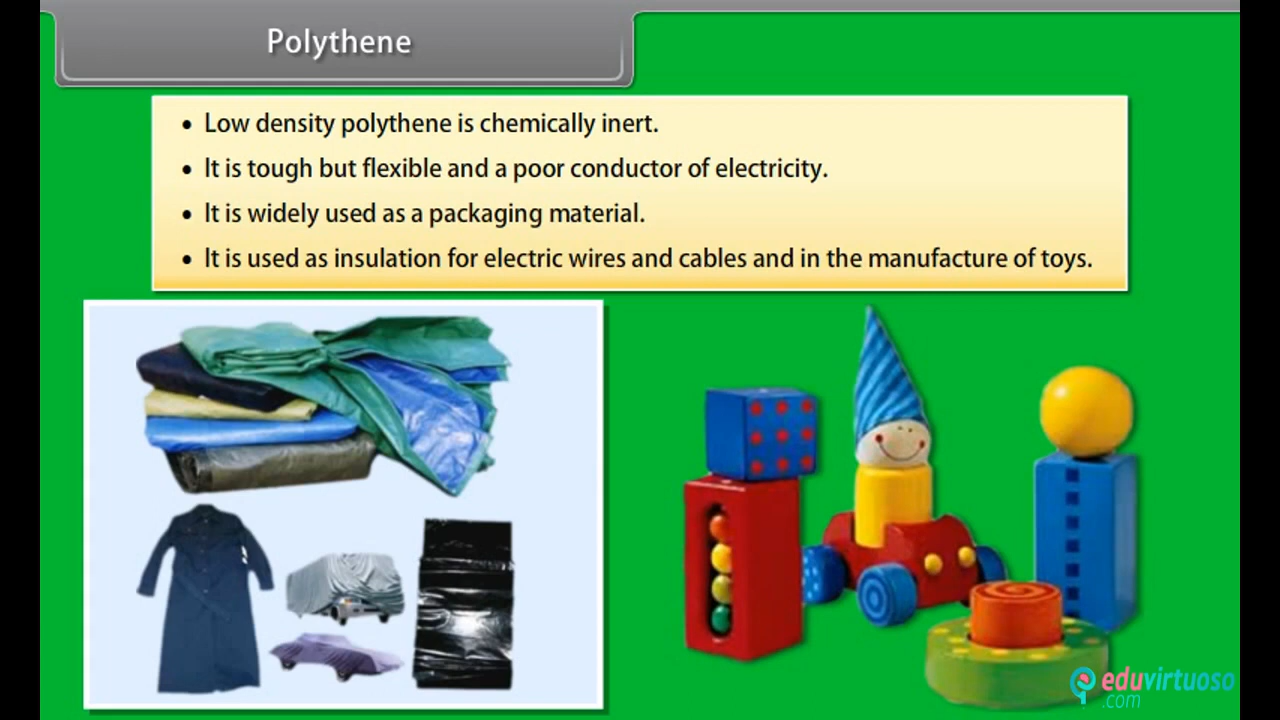 Polythene
• Low density polythene is chemically inert.
• It is tough but flexible and a poor conductor of electricity.
• It is widely used as a packaging material.
• It is used as insulation for electric wires and cables and in the manufacture of toys.
eduvirtuoso
.com